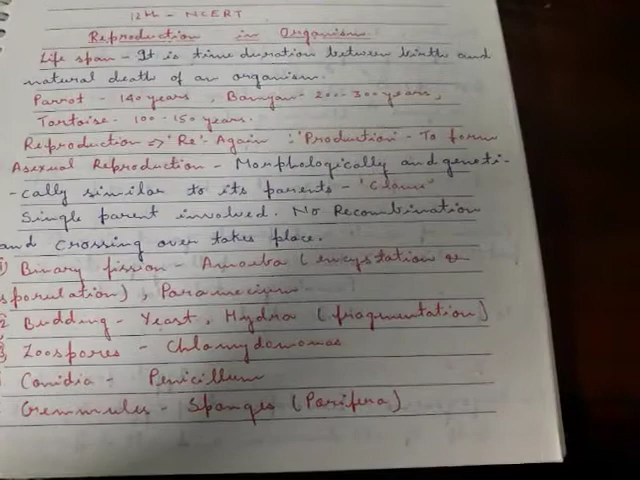 12th - NCERT
Reproduction in Organism
Life span - It is time duration between birth and
natural death of an organism.
Parrot - 140 years, Banyan - 200-300 years,
Tortoise - 100-150 years.
Reproduction => 'Re' - Again : 'Production - To form
Asexual Reproduction - Morphologically and geneti-
-cally similar to its parents - "Clone"
Single parent involved. No Recombination
and crossing over takes place.
1) Binary fission - Amoeba (encystation &
sporulation), Paramecium
2 Budding - Yeast, Hydra (fragmentation)
3 Zoospores - Chlamydomonas
Conidia - Penicillum
Gemmules - Sponges (Porifera)